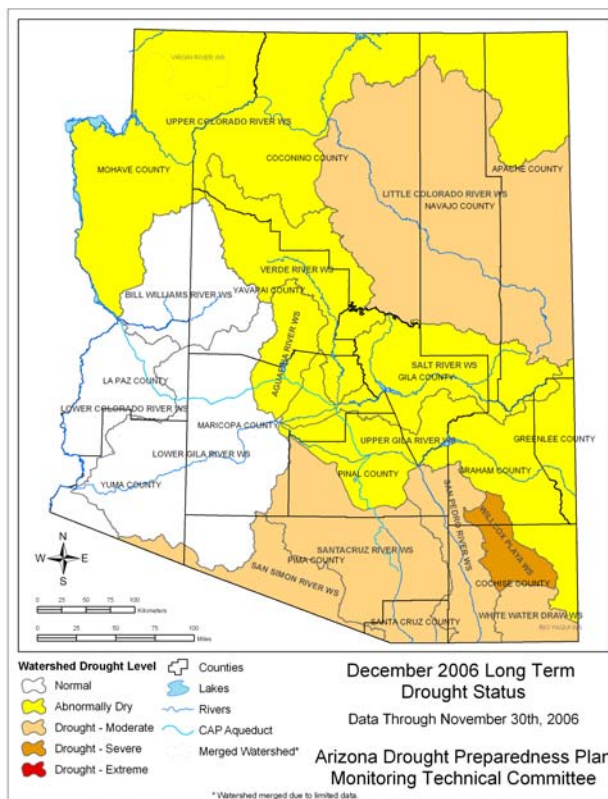 VIRGIN RIVER WS
UPPER COLORADO RIVER WS
MOHAVE COUNTY
COCONINO COUNTY
APACHE COUNTY
LITTLE COLORADO RIVER WS
NAVAJO COUNTY
VERDE RIVER WS
BILL WILLIAMS RIVER WS
YAVAPAI COUNTY
AGUA FRIA RIVER WS
SALT RIVER WS
GILA COUNTY
LA PAZ COUNTY
LOWER COLORADO RIVER WS
MARICOPA COUNTY
UPPER GILA RIVER WS
GREENLEE COUNTY
LOWER GILA RIVER WS
PINAL COUNTY
GRAHAM COUNTY
YUMA COUNTY
SAN PEDRO RIVER WS
WILLCOX PLAYA WS
SANTACRUZ RIVER WS
PIMA COUNTY
SAN SIMON RIVER WS
COCHISE COUNTY
SANTA CRUZ COUNTY
WHITE WATER DRAW WS
RIO YAQUI WS
N
W E
S
0 25 50 75 100
Kilometers
0 25 50 100
Miles
Watershed Drought Level
Normal
Abnormally Dry
Drought - Moderate
Drought - Severe
Drought - Extreme
Counties
Lakes
Rivers
CAP Aqueduct
Merged Watershed*
December 2006 Long Term
Drought Status
Data Through November 30th, 2006
Arizona Drought Preparedness Plan
Monitoring Technical Committee
* Watershed merged due to limited data.